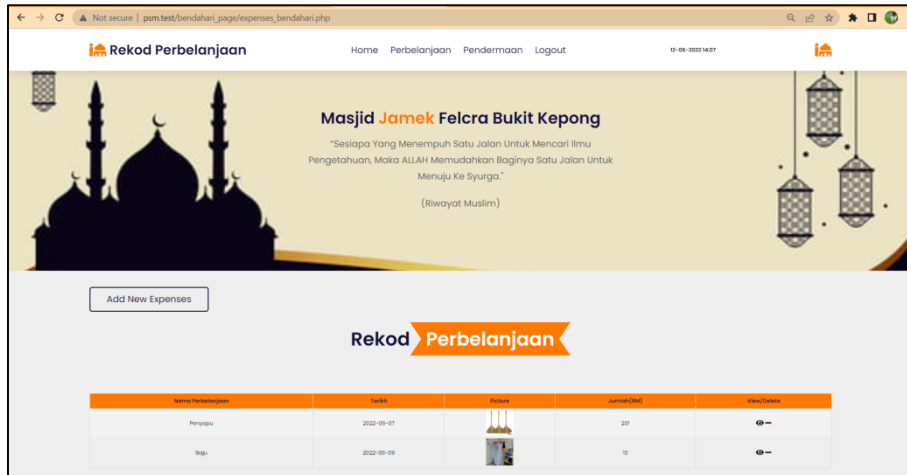 Not secure | psm.test/bendahari_page/expenses_bendahari.php
Rekod Perbelanjaan Home Perbelanjaan Pendermaan Logout 12-06-2022 14:07
Masjid Jamek Felcra Bukit Kepong
"Sesiapa Yang Menempuh Satu Jalan Untuk Mencari Ilmu
Pengetahuan, Maka ALLAH Memudahkan Baginya Satu Jalan Untuk
Menuju Ke Syurga."
(Riwayat Muslim)
Add New Expenses
Rekod Perbelanjaan
Nama Perbelanjaan Tarikh Picture Jumlah(RM) View/Delete
Penyapu 2022-06-07 201
Baju 2022-06-09 13